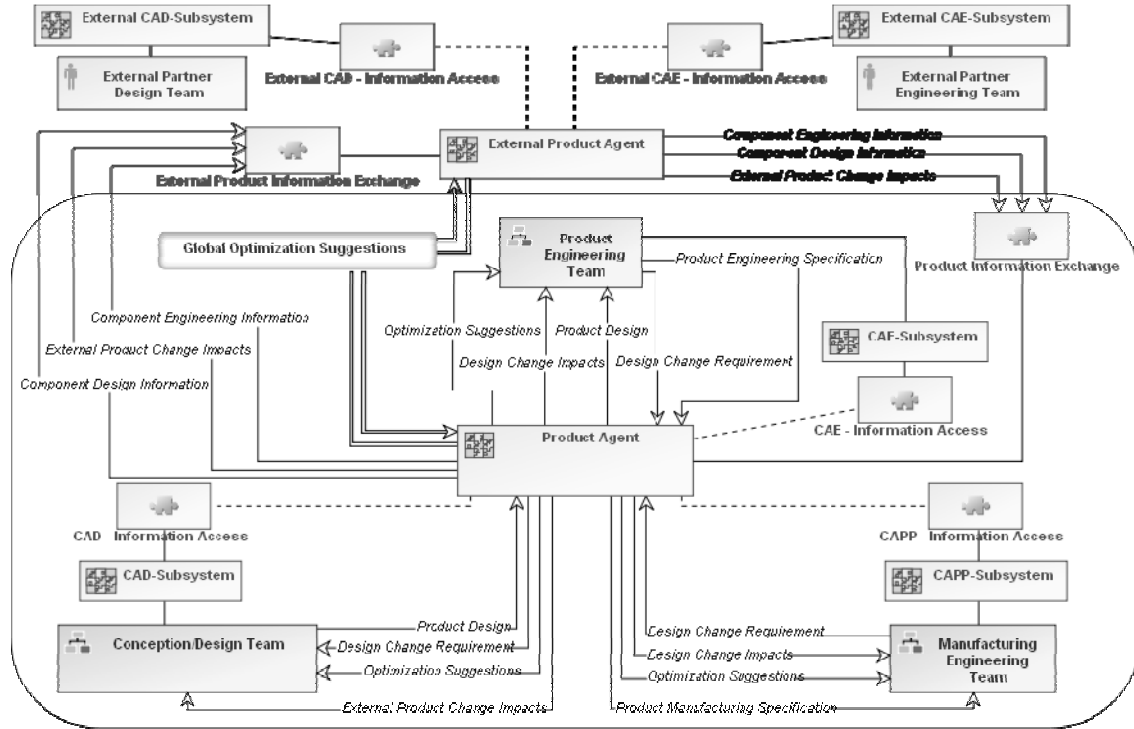 External CAD-Subsystem
External CAE-Subsystem
External CAD - Information Access
External CAE - Information Access
External Partner
Design Team
External Partner
Engineering Team
External Product Agent
Component Engineering Information
Component Design Information
External Product Change Impacts
External Product Information Exchange
Global Optimization Suggestions
Product
Engineering
Team
Product Engineering Specification
Product Information Exchange
Component Engineering Information
Optimization Suggestions
Product Design
External Product Change Impacts
Design Change Impacts
Design Change Requirement
CAE-Subsystem
Component Design Information
Product Agent
CAE - Information Access
CAD Information Access
CAPP Information Access
CAD-Subsystem
CAPP-Subsystem
Conception/Design Team
Product Design
Design Change Requirement
Optimization Suggestions
External Product Change Impacts
Design Change Requirement
Design Change Impacts
Optimization Suggestions
Product Manufacturing Specification
Manufacturing
Engineering
Team